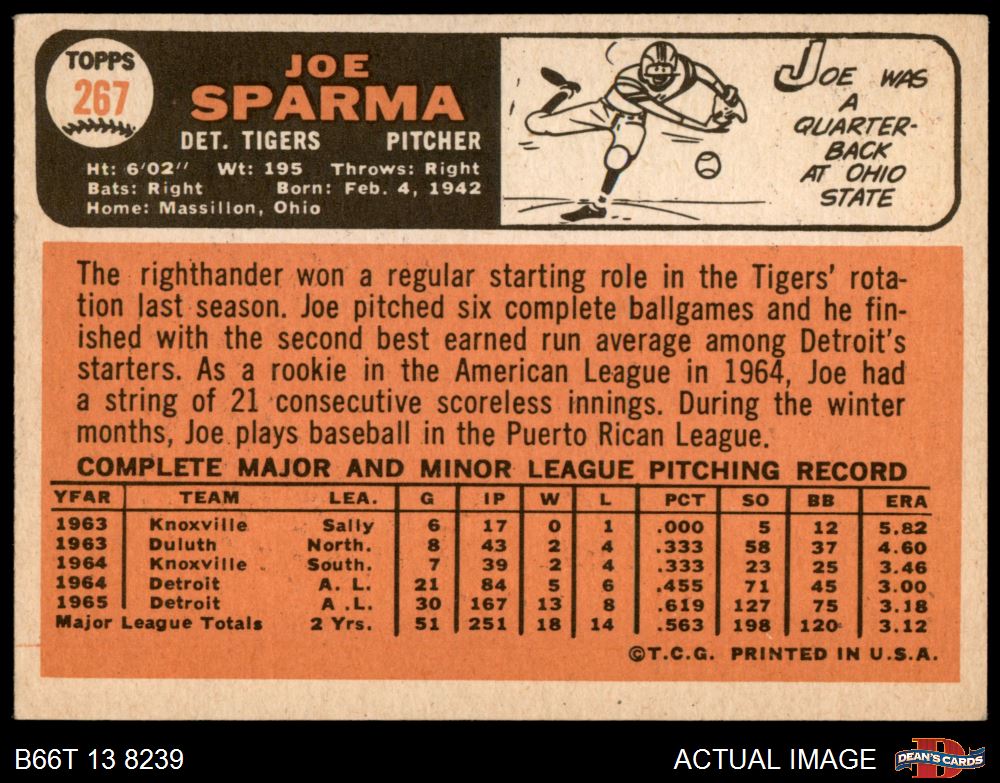 TOPPS
267
JOE
SPARMA
DET. TIGERS PITCHER
Ht: 6'02" Wt: 195 Throws: Right
Bats: Right Born: Feb. 4, 1942
Home: Massillon, Ohio
JOE WAS
A
QUARTER-
BACK
AT OHIO
STATE
The righthander won a regular starting role in the Tigers' rota-
tion last season. Joe pitched six complete ballgames and he fin-
ished with the second best earned run average among Detroit's
starters. As a rookie in the American League in 1964, Joe had
a string of 21 consecutive scoreless innings. During the winter
months, Joe plays baseball in the Puerto Rican League.
COMPLETE MAJOR AND MINOR LEAGUE PITCHING RECORD
YEAR TEAM LEA. G IP W L PCT SO BB ERA
1963 Knoxville Sally 6 17 0 1 .000 5 12 5.82
1963 Duluth North. 8 43 2 4 .333 58 37 4.60
1964 Knoxville South. 7 39 2 4 .333 23 25 3.46
1964 Detroit A. L. 21 84 5 6 .455 71 45 3.00
1965 Detroit A .L. 30 167 13 8 .619 127 75 3.18
Major League Totals 2 Yrs. 51 251 18 14 .563 198 120 3.12
©T.C.G. PRINTED IN U.S.A.
B66T 13 8239 ACTUAL IMAGE
D
DEAN'S CARDS